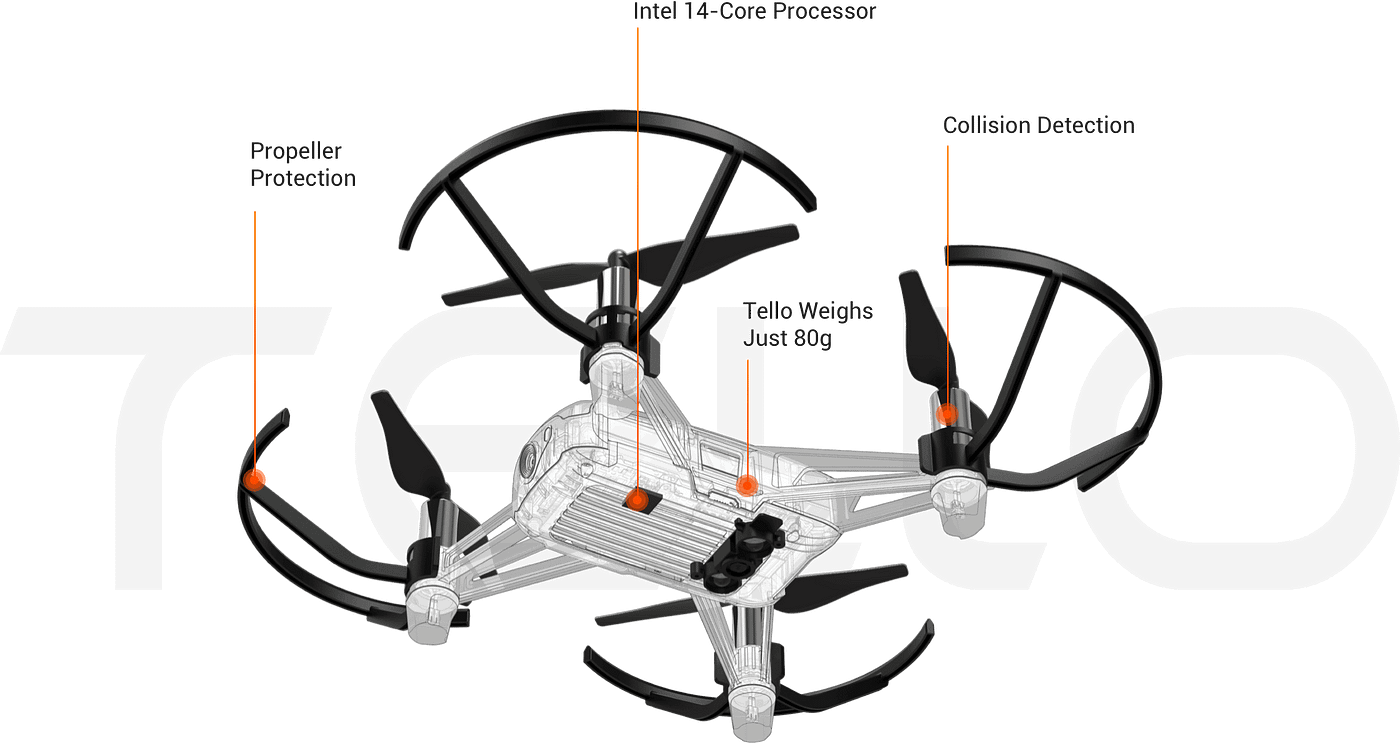 Intel 14-Core Processor
Collision Detection
Propeller
Protection
Tello Weighs
Just 80g
TELLO